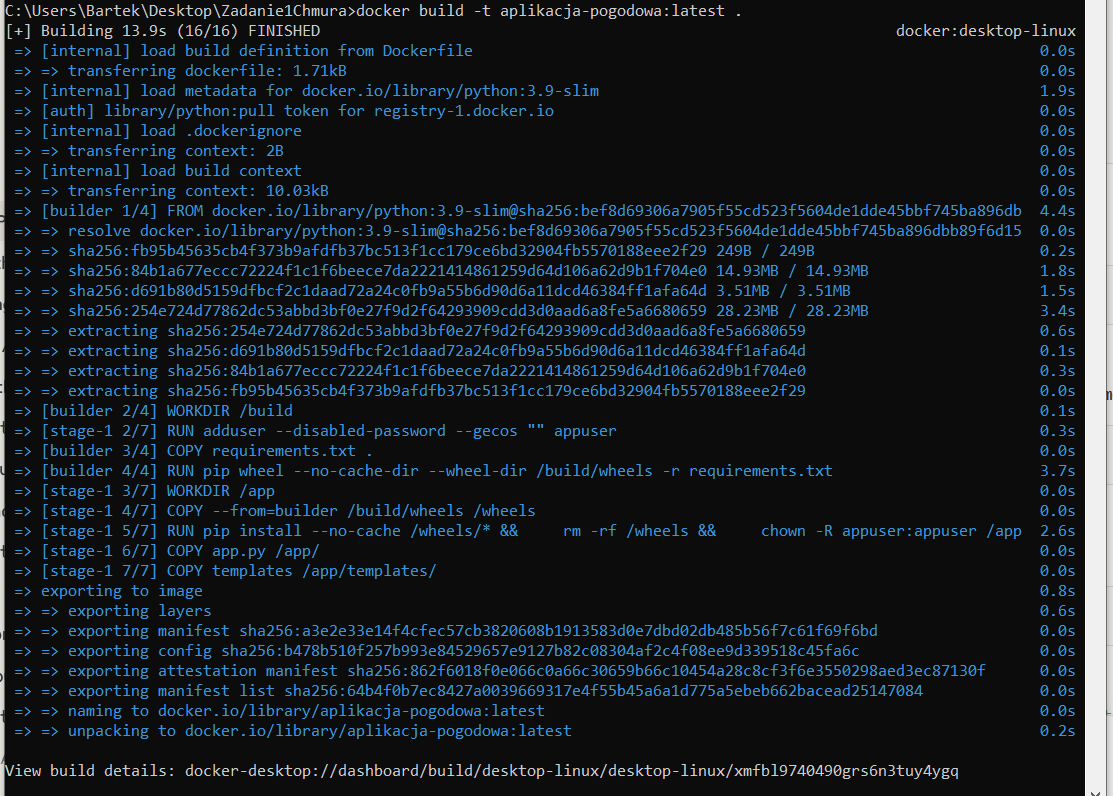 C:\Users\Bartek\Desktop\Zadanie1Chmura>docker build -t aplikacja-pogodowa:latest .
[+] Building 13.9s (16/16) FINISHED docker:desktop-linux
=> [internal] load build definition from Dockerfile 0.0s
=> => transferring dockerfile: 1.71kB 0.0s
=> [internal] load metadata for docker.io/library/python:3.9-slim 1.9s
=> [auth] library/python:pull token for registry-1.docker.io 0.0s
=> [internal] load .dockerignore 0.0s
=> => transferring context: 2B 0.0s
=> [internal] load build context 0.0s
=> => transferring context: 10.03kB 0.0s
=> [builder 1/4] FROM docker.io/library/python:3.9-slim@sha256:bef8d69306a7905f55cd523f5604de1dde45bbf745ba896db 4.4s
=> => resolve docker.io/library/python:3.9-slim@sha256:bef8d69306a7905f55cd523f5604de1dde45bbf745ba896dbb89f6d15 0.0s
=> => sha256:fb95b45635cb4f373b9afdfb37bc513f1cc179ce6bd32904fb5570188eee2f29 249B / 249B 0.2s
=> => sha256:84b1a677eccc72224f1c1f6beece7da2221414861259d64d106a62d9b1f704e0 14.93MB / 14.93MB 1.8s
=> => sha256:d691b80d5159dfbcf2c1daad72a24c0fb9a55b6d90d6a11dcd46384ff1afa64d 3.51MB / 3.51MB 1.5s
=> => sha256:254e724d77862dc53abbd3bf0e27f9d2f64293909cdd3d0aad6a8fe5a6680659 28.23MB / 28.23MB 3.4s
=> => extracting sha256:254e724d77862dc53abbd3bf0e27f9d2f64293909cdd3d0aad6a8fe5a6680659 0.6s
=> => extracting sha256:d691b80d5159dfbcf2c1daad72a24c0fb9a55b6d90d6a11dcd46384ff1afa64d 0.1s
=> => extracting sha256:84b1a677eccc72224f1c1f6beece7da2221414861259d64d106a62d9b1f704e0 0.3s
=> => extracting sha256:fb95b45635cb4f373b9afdfb37bc513f1cc179ce6bd32904fb5570188eee2f29 0.0s
=> [builder 2/4] WORKDIR /build 0.1s
=> [stage-1 2/7] RUN adduser --disabled-password --gecos "" appuser 0.3s
=> [builder 3/4] COPY requirements.txt . 0.0s
=> [builder 4/4] RUN pip wheel --no-cache-dir --wheel-dir /build/wheels -r requirements.txt 3.7s
=> [stage-1 3/7] WORKDIR /app 0.0s
=> [stage-1 4/7] COPY --from=builder /build/wheels /wheels 0.0s
=> [stage-1 5/7] RUN pip install --no-cache /wheels/* &&     rm -rf /wheels &&     chown -R appuser:appuser /app 2.6s
=> [stage-1 6/7] COPY app.py /app/ 0.0s
=> [stage-1 7/7] COPY templates /app/templates/ 0.0s
=> exporting to image 0.8s
=> => exporting layers 0.6s
=> => exporting manifest sha256:a3e2e33e14f4cfec57cb3820608b1913583d0e7dbd02db485b56f7c61f69f6bd 0.0s
=> => exporting config sha256:b478b510f257b993e84529657e9127b82c08304af2c4f08ee9d339518c45fa6c 0.0s
=> => exporting attestation manifest sha256:862f6018f0e066c0a66c30659b66c10454a28c8cf3f6e3550298aed3ec87130f 0.0s
=> => exporting manifest list sha256:64b4f0b7ec8427a0039669317e4f55b45a6a1d775a5ebeb662bacead25147084 0.0s
=> => naming to docker.io/library/aplikacja-pogodowa:latest 0.0s
=> => unpacking to docker.io/library/aplikacja-pogodowa:latest 0.2s
View build details: docker-desktop://dashboard/build/desktop-linux/desktop-linux/xmfbl9740490grs6n3tuy4ygq